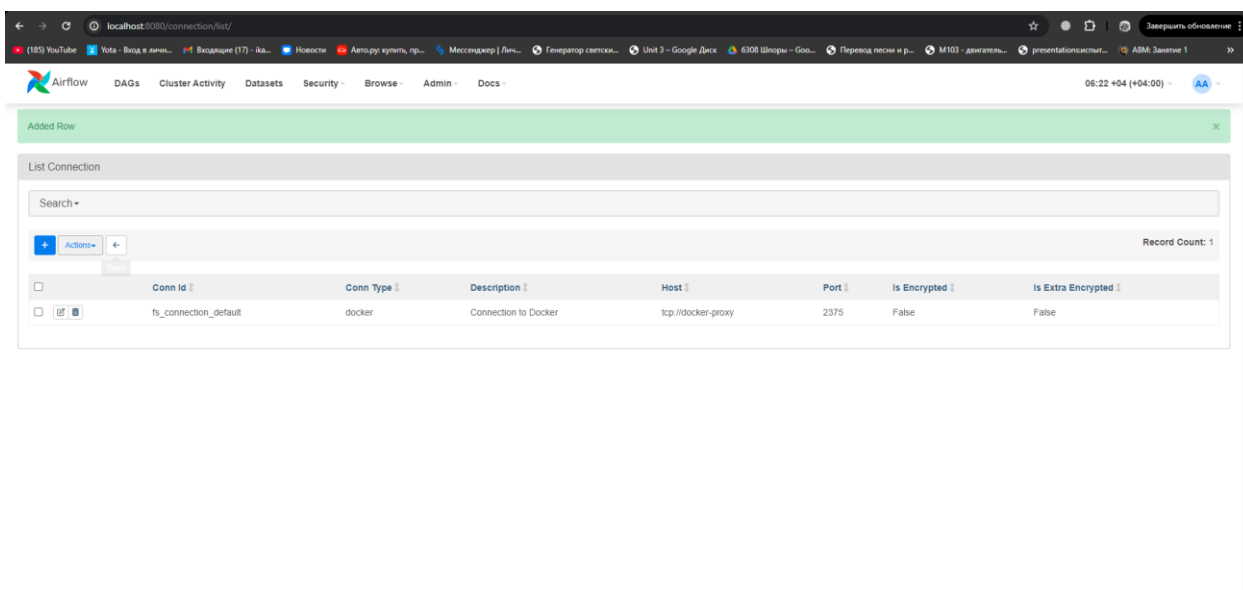 localhost:8080/connection/list/ Завершить обновление
(185) YouTube Yota - Вход в личн... Входящие (17) - ika... Новости Авто.ру: купить, пр... Мессенджер | Лич... Генератор светски... Unit 3 – Google Диск 6308 Шпоры – Goo... Перевод песни и р... M103 - двигатель... presentations:испыт... АВМ: Занятие 1 »
Airflow DAGs Cluster Activity Datasets Security Browse Admin Docs 06:22 +04 (+04:00) AA
Added Row ×
List Connection
Search
+ Actions ← Record Count: 1
Back
Conn Id Conn Type Description Host Port Is Encrypted Is Extra Encrypted
fs_connection_default docker Connection to Docker tcp://docker-proxy 2375 False False